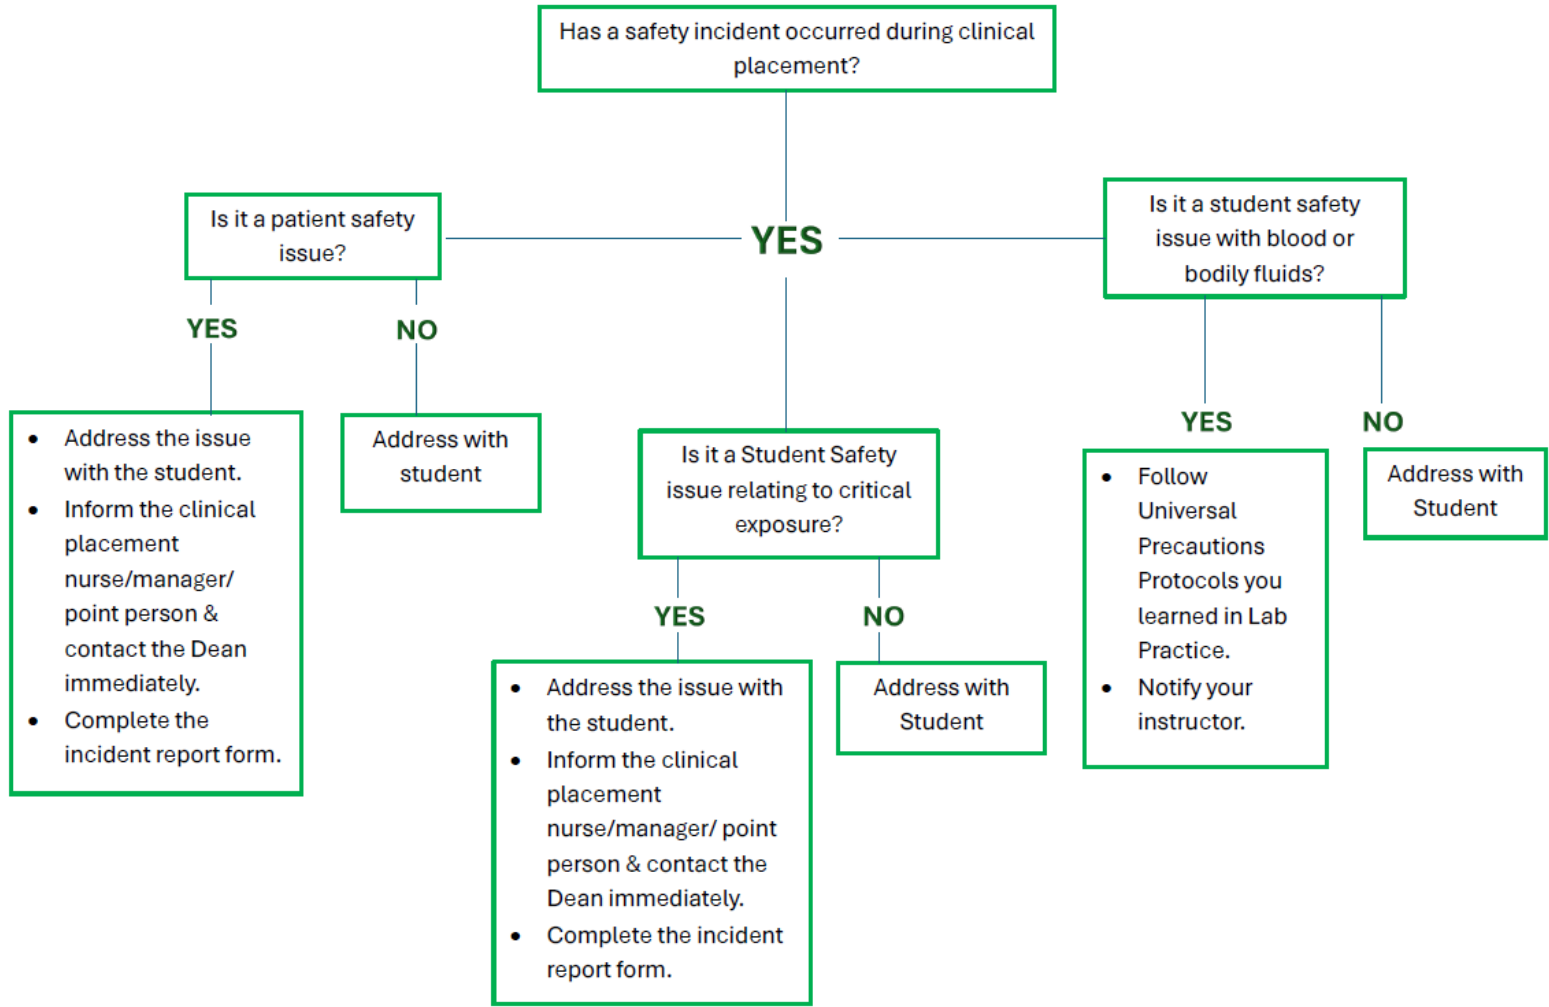 Has a safety incident occurred during clinical
placement?
YES
Is it a patient safety
issue?
YES
NO
• Address the issue
with the student.
• Inform the clinical
placement
nurse/manager/
point person &
contact the Dean
immediately.
• Complete the
incident report form.
Address with
student
Is it a Student Safety
issue relating to critical
exposure?
YES
NO
• Address the issue with
the student.
• Inform the clinical
placement
nurse/manager/ point
person & contact the
Dean immediately.
• Complete the incident
report form.
Address with
Student
Is it a student safety
issue with blood or
bodily fluids?
YES
NO
• Follow
Universal
Precautions
Protocols you
learned in Lab
Practice.
• Notify your
instructor.
Address with
Student